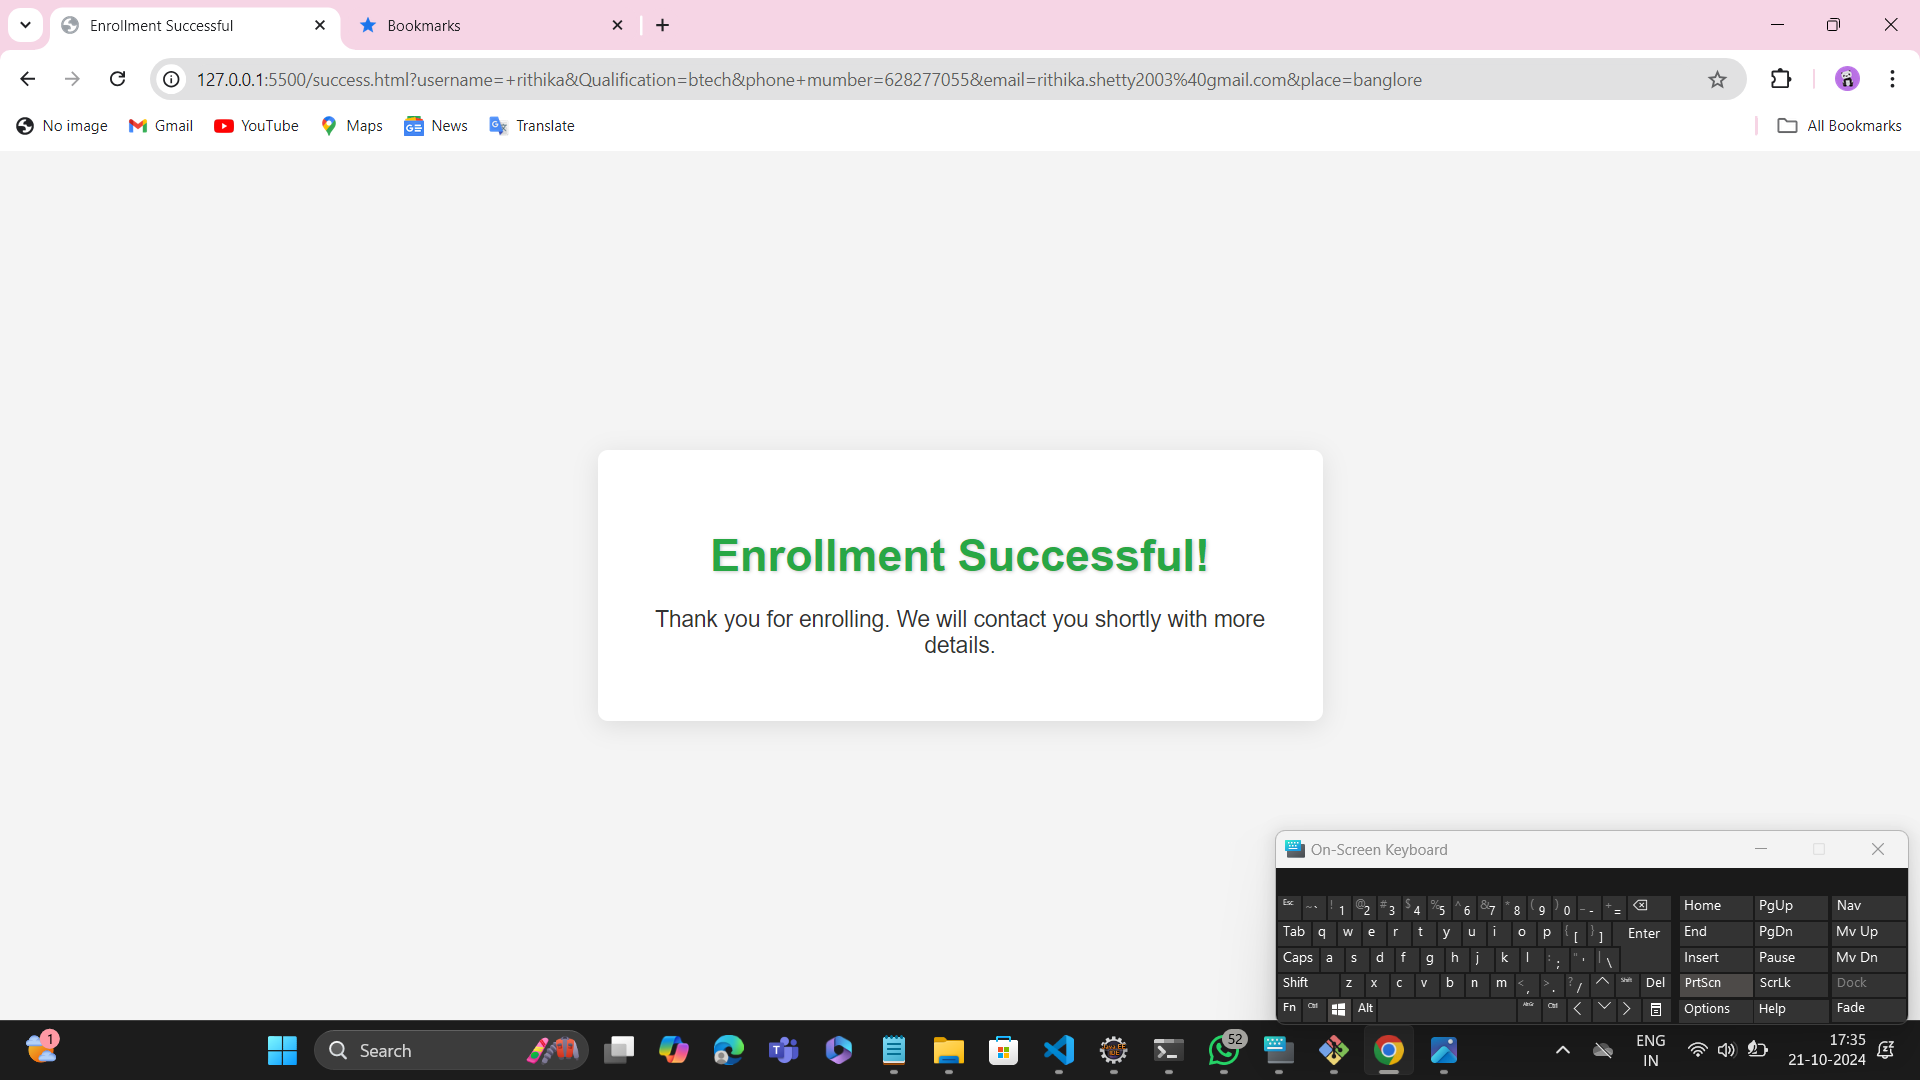 Enrollment Successful
Bookmarks
127.0.0.1:5500/success.html?username=+rithika&Qualification=btech&phone+mumber=628277055&email=rithika.shetty2003%40gmail.com&place=banglore
No image Gmail YouTube Maps News Translate All Bookmarks
Enrollment Successful!
Thank you for enrolling. We will contact you shortly with more
details.
On-Screen Keyboard
Esc ~ ` ! 1 @ 2 # 3 $ 4 % 5 ^ 6 & 7 * 8 ( 9 ) 0 _ - + = Home PgUp Nav
Tab q w e r t y u i o p { [ } ] Enter End PgDn Mv Up
Caps a s d f g h j k l : ; " ' | \ Insert Pause Mv Dn
Shift z x c v b n m < , > . ? / Shift Del PrtScn ScrLk Dock
Fn Ctrl Alt AltGr Ctrl Options Help Fade
1
Search
52
ENG
IN
17:35
21-10-2024